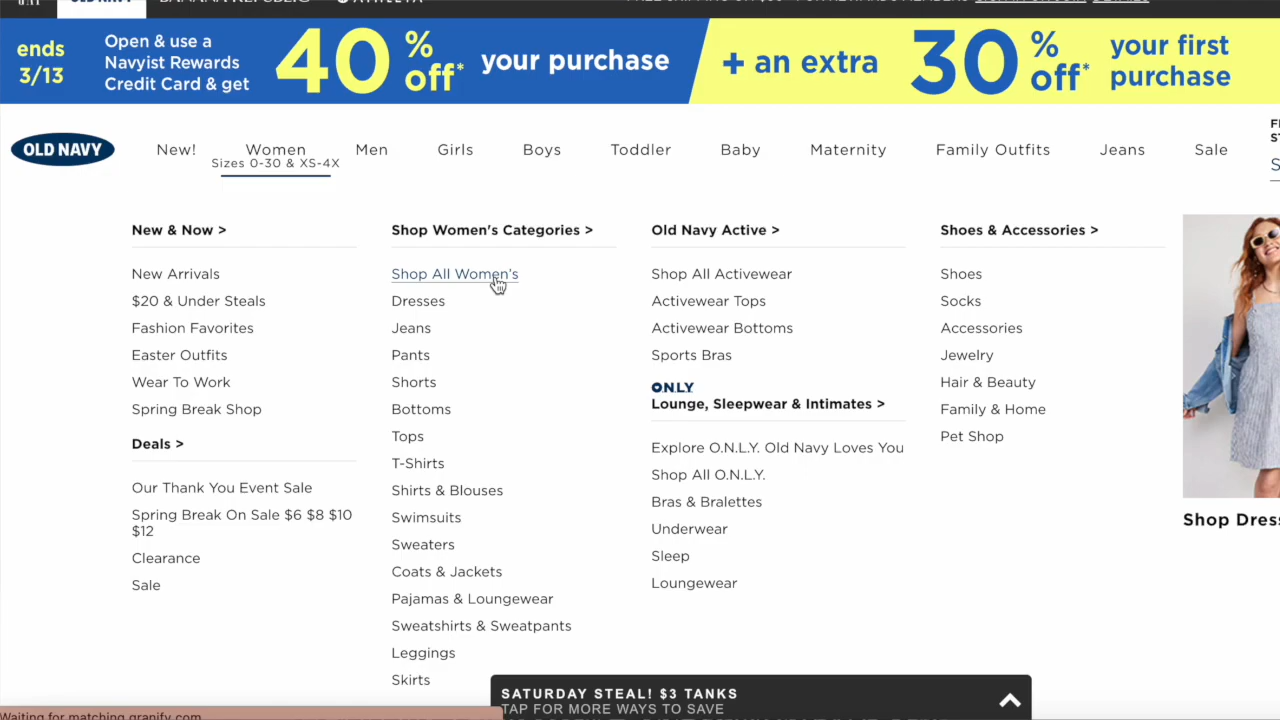 OLD NAVY
BANANA REPUBLIC
ATHLETA
ends
3/13
Open & use a
Navyist Rewards
Credit Card & get
40% off*
your purchase
+ an extra
30% off*
your first
purchase
OLD NAVY
New!
Women
Sizes 0-30 & XS-4X
Men
Girls
Boys
Toddler
Baby
Maternity
Family Outfits
Jeans
Sale
New & Now >
New Arrivals
$20 & Under Steals
Fashion Favorites
Easter Outfits
Wear To Work
Spring Break Shop
Deals >
Our Thank You Event Sale
Spring Break On Sale $6 $8 $10
$12
Clearance
Sale
Shop Women's Categories >
Shop All Women's
Dresses
Jeans
Pants
Shorts
Bottoms
Tops
T-Shirts
Shirts & Blouses
Swimsuits
Sweaters
Coats & Jackets
Pajamas & Loungewear
Sweatshirts & Sweatpants
Leggings
Skirts
Old Navy Active >
Shop All Activewear
Activewear Tops
Activewear Bottoms
Sports Bras
ONLY
Lounge, Sleepwear & Intimates >
Explore O.N.L.Y. Old Navy Loves You
Shop All O.N.L.Y.
Bras & Bralettes
Underwear
Sleep
Loungewear
Shoes & Accessories >
Shoes
Socks
Accessories
Jewelry
Hair & Beauty
Family & Home
Pet Shop
Shop Dres
SATURDAY STEAL! $3 TANKS
TAP FOR MORE WAYS TO SAVE
Waiting for matching.granify.com